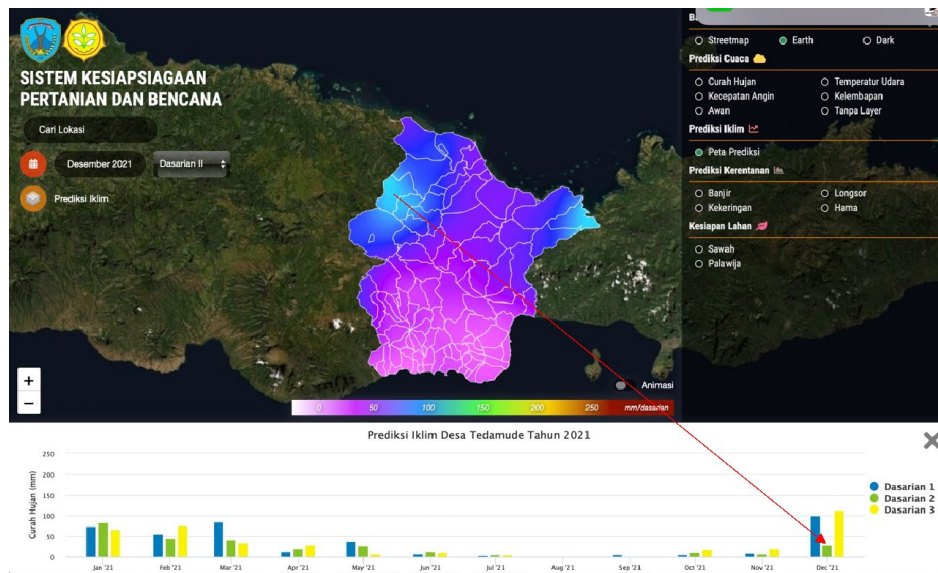 SISTEM KESIAPSIAGAAN
PERTANIAN DAN BENCANA
Cari Lokasi
Desember 2021
Dasarian II
Prediksi Iklim
Streetmap
Earth
Dark
Prediksi Cuaca
Curah Hujan
Temperatur Udara
Kecepatan Angin
Kelembapan
Awan
Tanpa Layer
Prediksi Iklim
Peta Prediksi
Prediksi Kerentanan
Banjir
Longsor
Kekeringan
Hama
Kesiapan Lahan
Sawah
Palawija
+
−
Animasi
0 50 100 150 200 250 mm/dasarian
Prediksi Iklim Desa Tedamude Tahun 2021
Curah Hujan (mm)
250
200
150
100
50
0
Jan '21 Feb '21 Mar '21 Apr '21 May '21 Jun '21 Jul '21 Aug '21 Sep '21 Oct '21 Nov '21 Dec '21
Dasarian 1
Dasarian 2
Dasarian 3